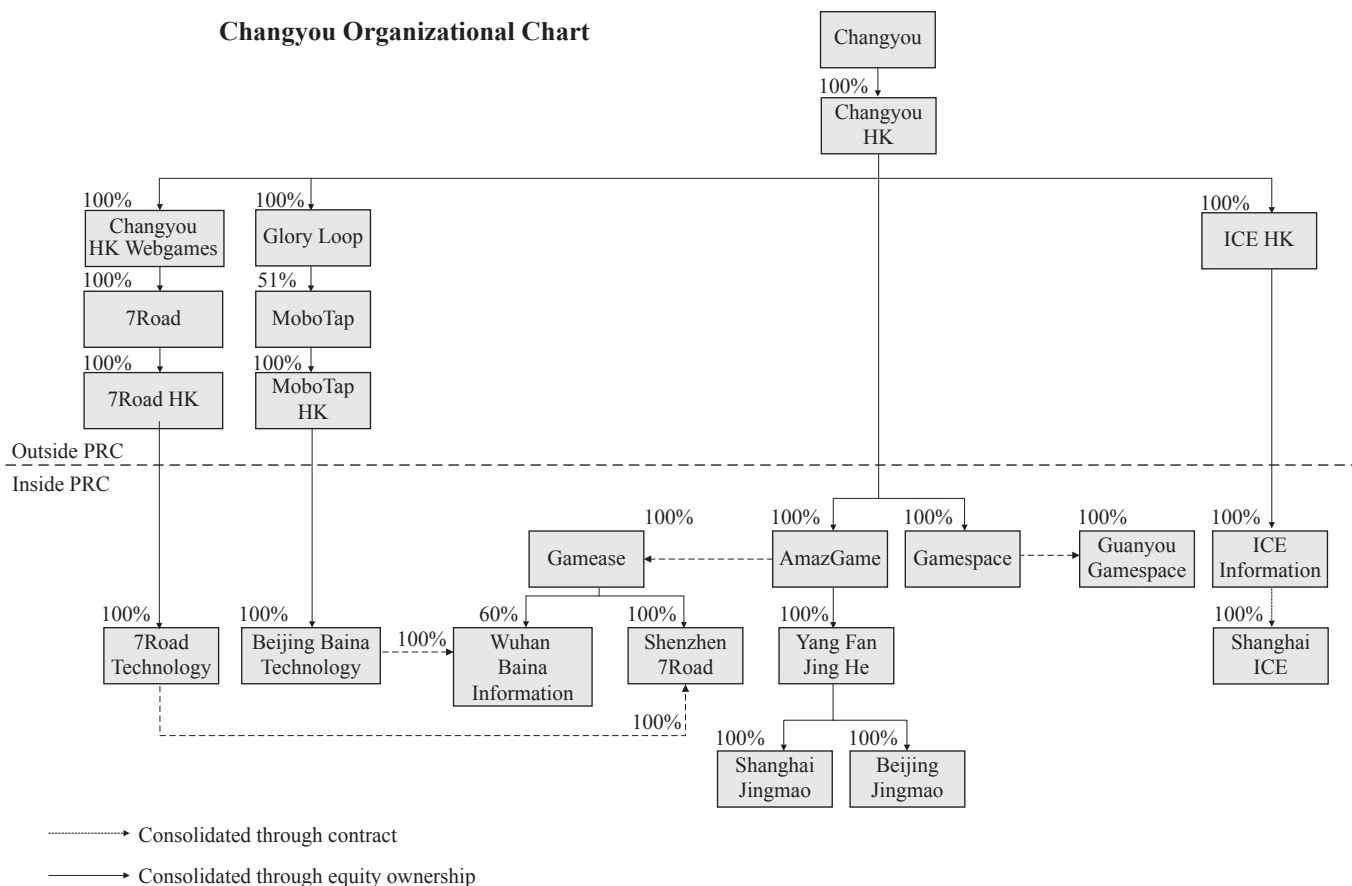 Changyou Organizational Chart
Changyou
100%
Changyou
HK
100%
100%
100%
Changyou
HK Webgames
Glory Loop
ICE HK
100%
51%
7Road
MoboTap
100%
100%
7Road HK
MoboTap
HK
Outside PRC
Inside PRC
100%
100%
100%
100%
100%
Gamease
AmazGame
Gamespace
Guanyou
Gamespace
ICE
Information
100%
100%
100%
60%
100%
100%
100%
7Road
Technology
Beijing Baina
Technology
Wuhan
Baina
Information
Shenzhen
7Road
Yang Fan
Jing He
Shanghai
ICE
100%
100%
100%
Shanghai
Jingmao
Beijing
Jingmao
Consolidated through contract
Consolidated through equity ownership